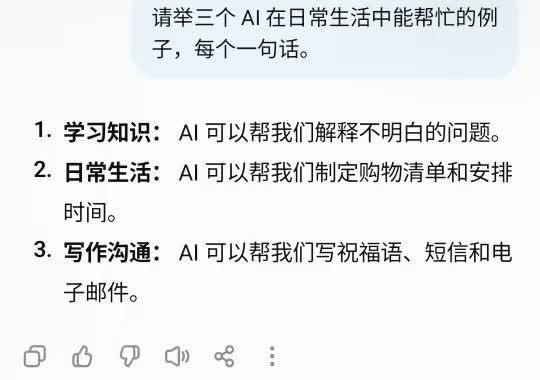 请举三个 AI 在日常生活中能帮忙的例
子，每个一句话。
1. 学习知识： AI 可以帮我们解释不明白的问题。
2. 日常生活： AI 可以帮我们制定购物清单和安排
时间。
3. 写作沟通： AI 可以帮我们写祝福语、短信和电
子邮件。